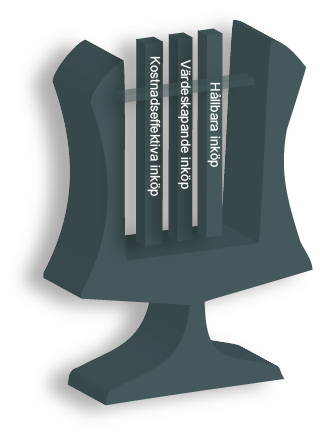 Kostnadseffektiva inköp
Värdeskapande inköp
Hållbara inköp